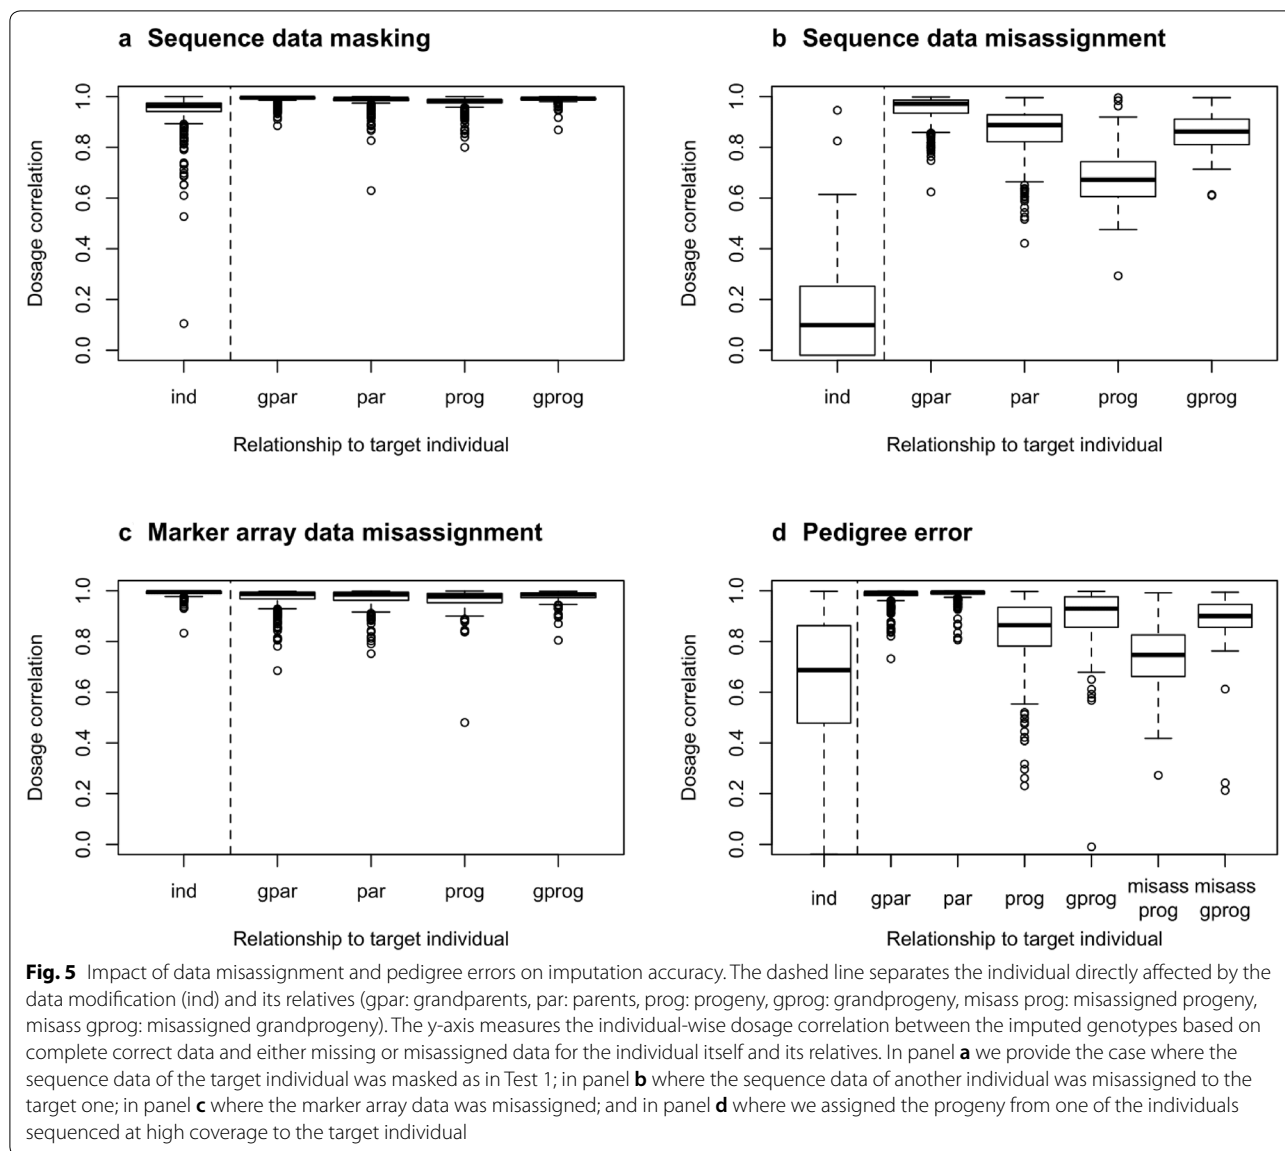 a Sequence data masking
Dosage correlation
0.0 0.2 0.4 0.6 0.8 1.0
ind gpar par prog gprog
Relationship to target individual
b Sequence data misassignment
Dosage correlation
0.0 0.2 0.4 0.6 0.8 1.0
ind gpar par prog gprog
Relationship to target individual
c Marker array data misassignment
Dosage correlation
0.0 0.2 0.4 0.6 0.8 1.0
ind gpar par prog gprog
Relationship to target individual
d Pedigree error
Dosage correlation
0.0 0.2 0.4 0.6 0.8 1.0
ind gpar par prog gprog misass prog misass gprog
Relationship to target individual
Fig. 5 Impact of data misassignment and pedigree errors on imputation accuracy. The dashed line separates the individual directly affected by the
data modification (ind) and its relatives (gpar: grandparents, par: parents, prog: progeny, gprog: grandprogeny, misass prog: misassigned progeny,
misass gprog: misassigned grandprogeny). The y-axis measures the individual-wise dosage correlation between the imputed genotypes based on
complete correct data and either missing or misassigned data for the individual itself and its relatives. In panel a we provide the case where the
sequence data of the target individual was masked as in Test 1; in panel b where the sequence data of another individual was misassigned to the
target one; in panel c where the marker array data was misassigned; and in panel d where we assigned the progeny from one of the individuals
sequenced at high coverage to the target individual